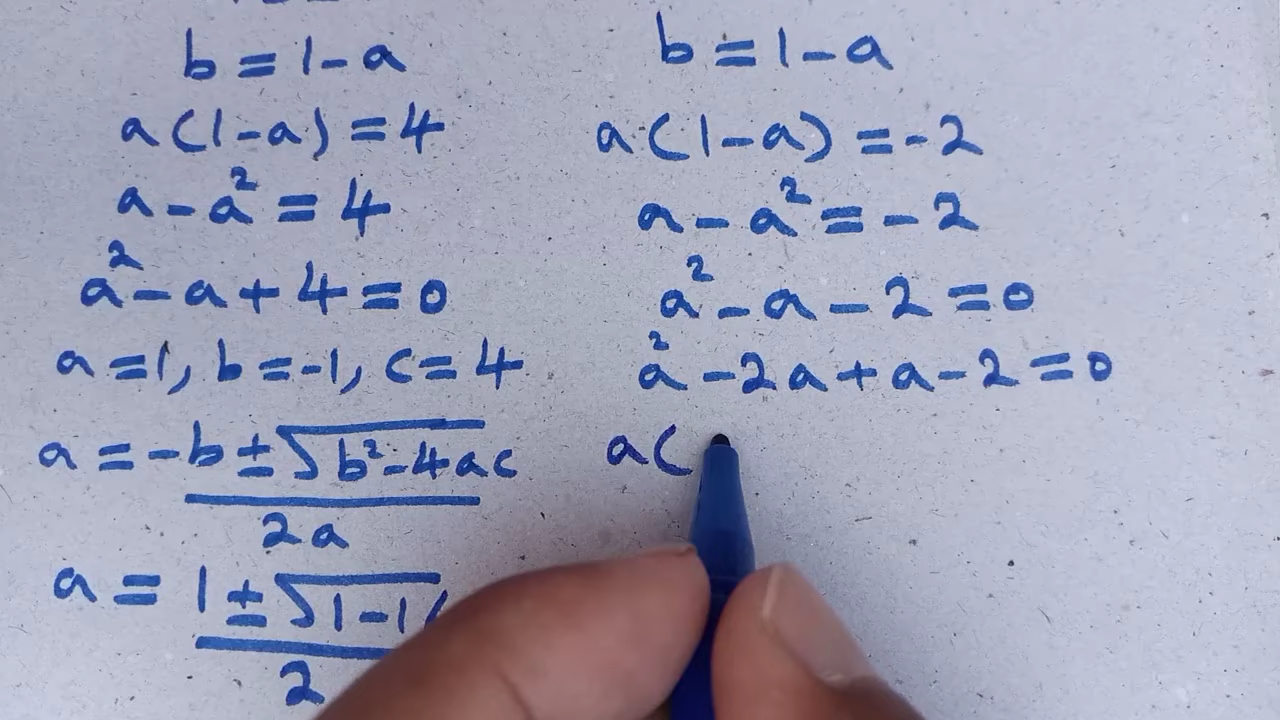 b = 1 - a
a(1 - a) = 4
a - a² = 4
a² - a + 4 = 0
a = 1, b = -1, c = 4
a = -b ± √b² - 4ac
2a
a = 1 ± √1 - 1
2
b = 1 - a
a(1 - a) = -2
a - a² = -2
a² - a - 2 = 0
a² - 2a + a - 2 = 0
a(